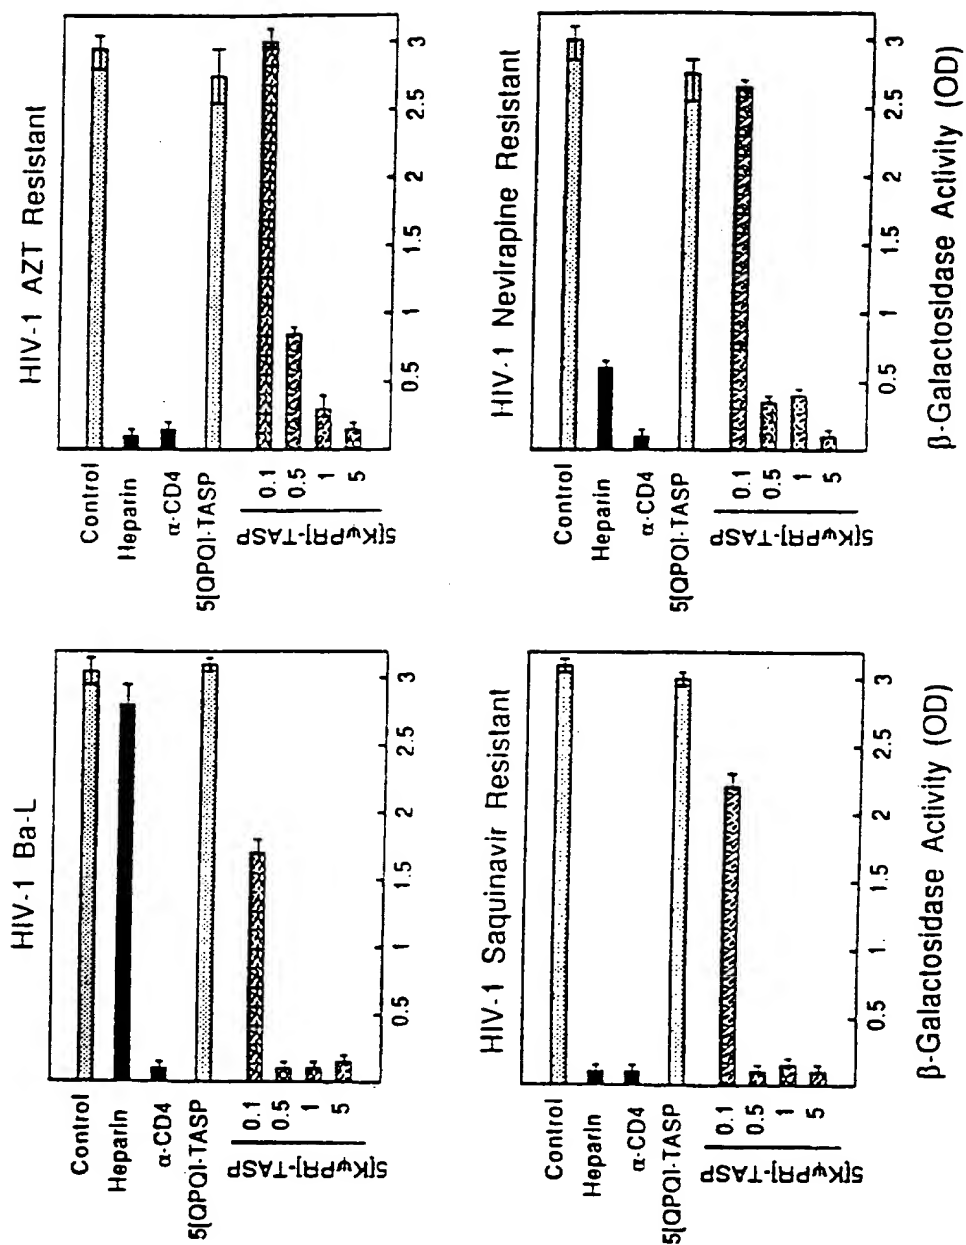 HIV-1 Ba-L
Control
Heparin
α-CD4
5[QPQ]-TASP
0.1
0.5
1
5
5[KψPR]-TASP
0.5
1
1.5
2
2.5
3
HIV-1 AZT Resistant
Control
Heparin
α-CD4
5[QPQ]-TASP
0.1
0.5
1
5
5[KψPR]-TASP
0.5
1
1.5
2
2.5
3
HIV-1 Saquinavir Resistant
Control
Heparin
α-CD4
5[QPQ]-TASP
0.1
0.5
1
5
5[KψPR]-TASP
0.5
1
1.5
2
2.5
3
β-Galactosidase Activity (OD)
HIV-1 Nevirapine Resistant
Control
Heparin
α-CD4
5[QPQ]-TASP
0.1
0.5
1
5
5[KψPR]-TASP
0.5
1
1.5
2
2.5
3
β-Galactosidase Activity (OD)